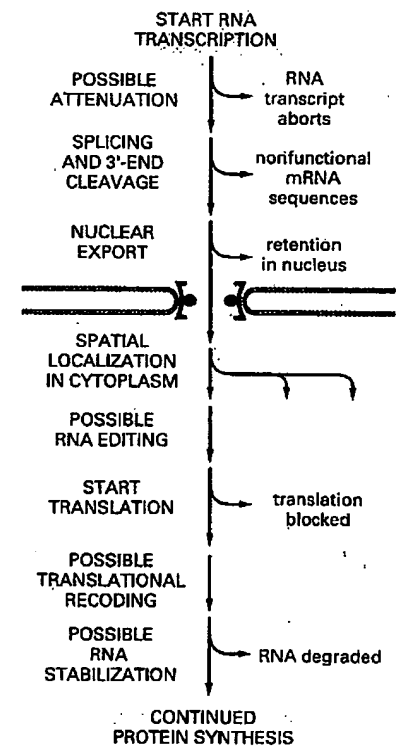 START RNA
TRANSCRIPTION
POSSIBLE
ATTENUATION
RNA
transcript
aborts
SPLICING
AND 3'-END
CLEAVAGE
nonfunctional
mRNA
sequences
NUCLEAR
EXPORT
retention
in nucleus
SPATIAL
LOCALIZATION
IN CYTOPLASM
POSSIBLE
RNA EDITING
START
TRANSLATION
translation
blocked
POSSIBLE
TRANSLATIONAL
RECODING
POSSIBLE
RNA
STABILIZATION
RNA degraded
CONTINUED
PROTEIN SYNTHESIS